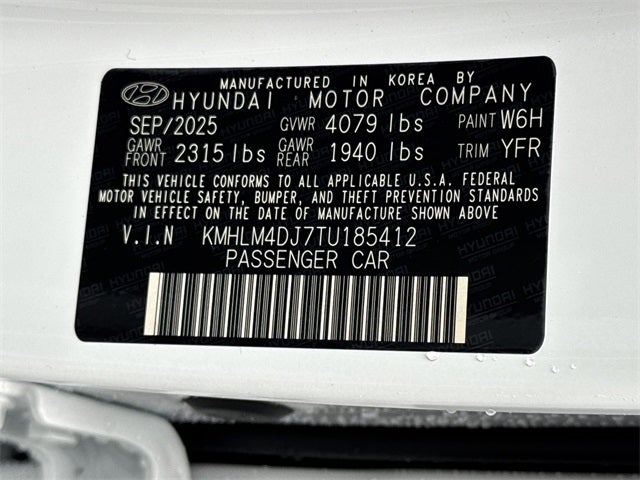 MANUFACTURED IN KOREA BY
HYUNDAI MOTOR COMPANY
SEP/2025 GVWR 4079 lbs PAINT W6H
GAWR FRONT 2315 lbs GAWR REAR 1940 lbs TRIM YFR
THIS VEHICLE CONFORMS TO ALL APPLICABLE U.S.A. FEDERAL
MOTOR VEHICLE SAFETY, BUMPER, AND THEFT PREVENTION STANDARDS
IN EFFECT ON THE DATE OF MANUFACTURE SHOWN ABOVE
V.I.N KMHLM4DJ7TU185412
PASSENGER CAR